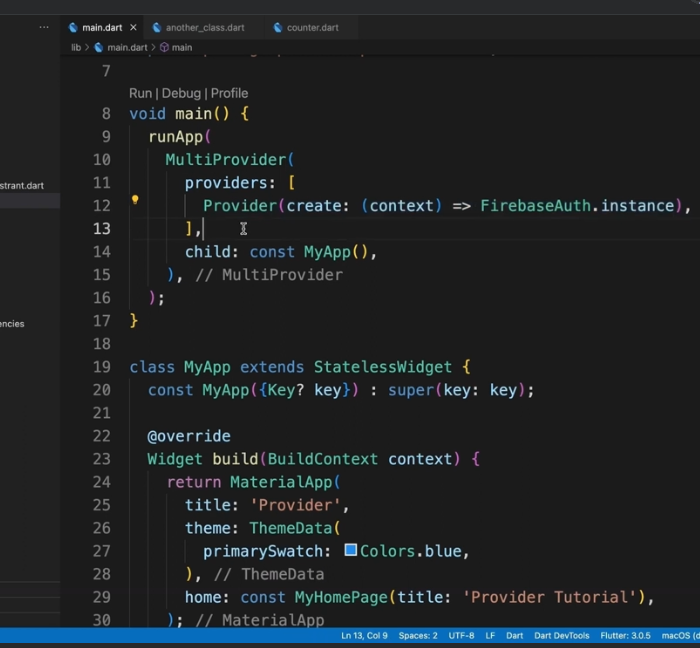 ... main.dart × another_class.dart counter.dart
lib > main.dart > main
7
Run | Debug | Profile
8 void main() {
9 runApp(
10 MultiProvider(
strant.dart
11 providers: [
12 Provider(create: (context) => FirebaseAuth.instance),
13 ],
14 child: const MyApp(),
15 ), // MultiProvider
16 );
encies
17 }
18
19 class MyApp extends StatelessWidget {
20 const MyApp({Key? key}) : super(key: key);
21
22 @override
23 Widget build(BuildContext context) {
24 return MaterialApp(
25 title: 'Provider',
26 theme: ThemeData(
27 primarySwatch: Colors.blue,
28 ), // ThemeData
29 home: const MyHomePage(title: 'Provider Tutorial'),
30 ); // MaterialApp
Ln 13, Col 9 Spaces: 2 UTF-8 LF Dart Dart DevTools Flutter: 3.0.5 macOS (d